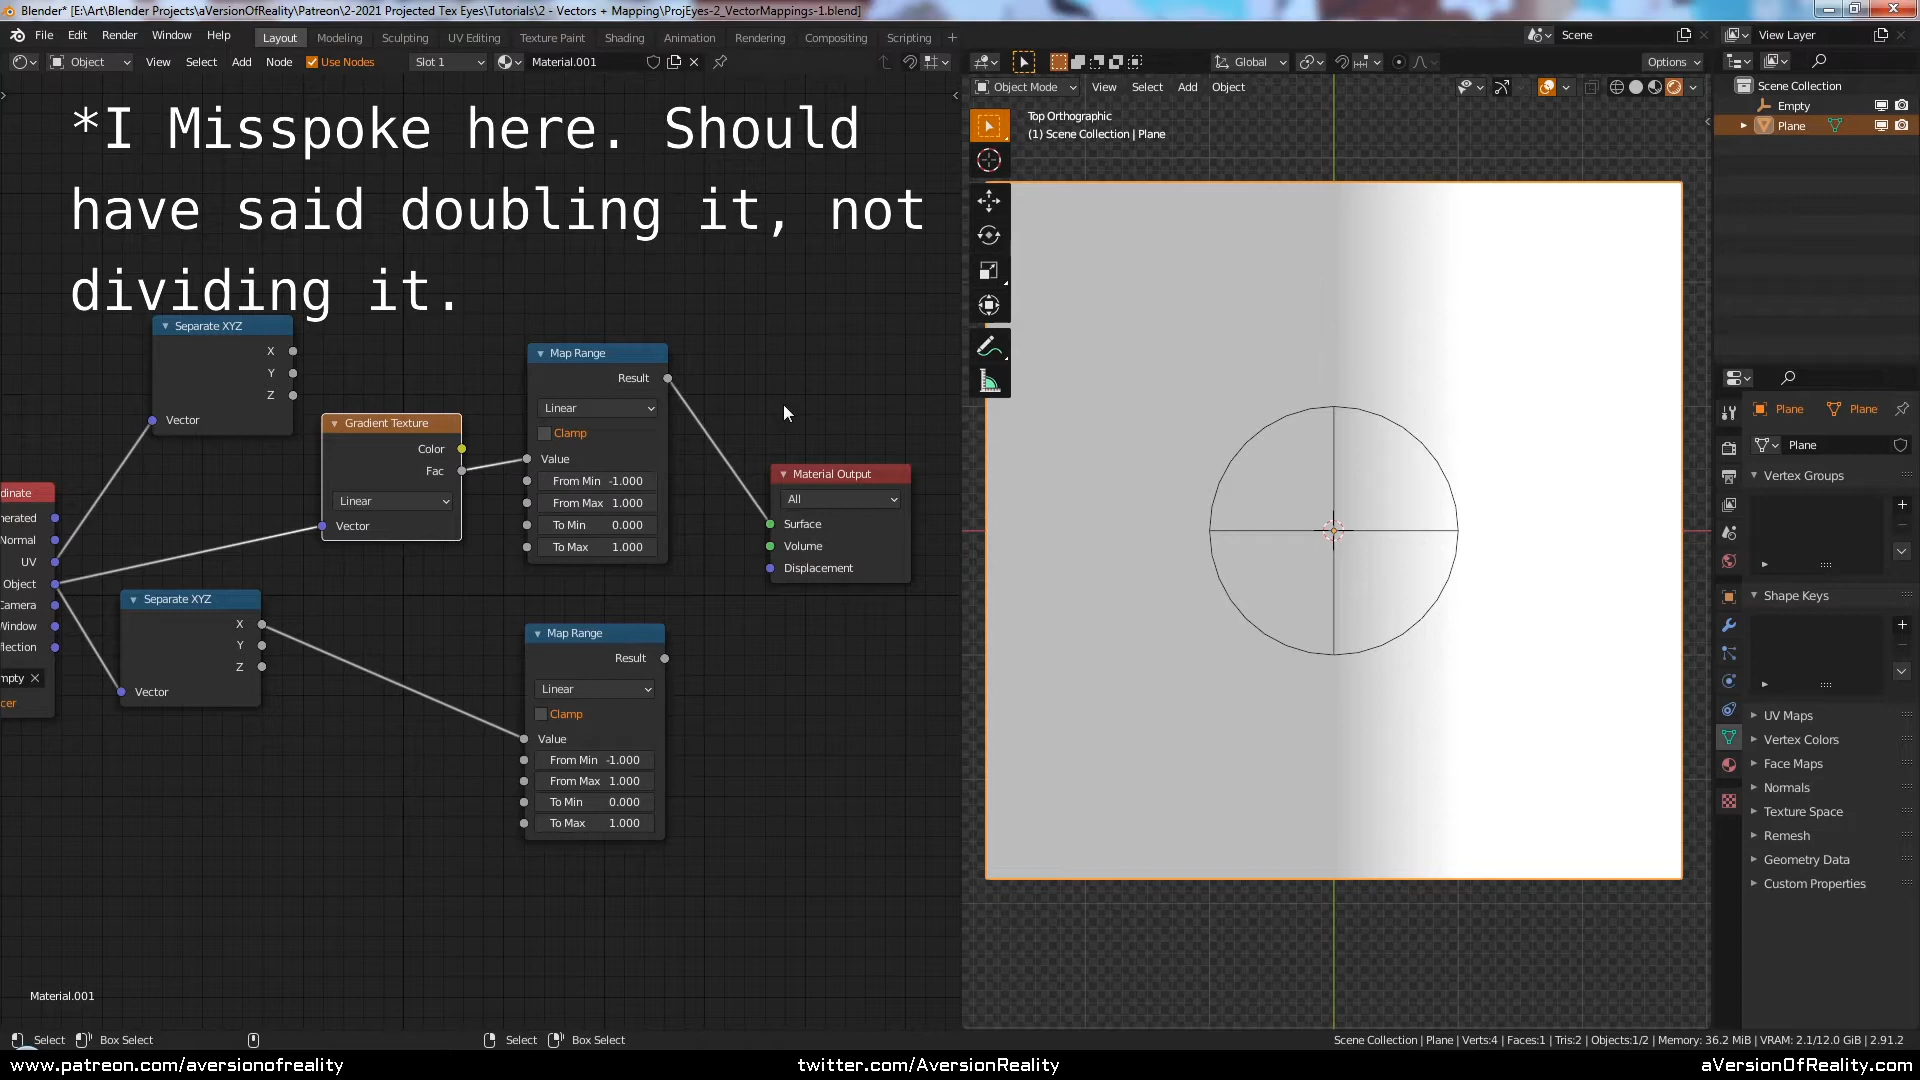 Blender* [E:\Art\Blender Projects\aVersionOfReality\Patreon\2-2021 Projected Tex Eyes\Tutorials\2 - Vectors + Mapping\ProjEyes-2_VectorMappings-1.blend]
File Edit Render Window Help Layout Modeling Sculpting UV Editing Texture Paint Shading Animation Rendering Compositing Scripting + Scene View Layer
Object View Select Add Node Use Nodes Slot 1 Material.001 Global Options
Object Mode View Select Add Object
Scene Collection
Empty
Plane
Top Orthographic
(1) Scene Collection | Plane
*I Misspoke here. Should
have said doubling it, not
dividing it.
Separate XYZ
X
Y
Z
Vector
Gradient Texture
Color
Fac
Linear
Vector
Map Range
Result
Linear
Clamp
Value
From Min -1.000
From Max 1.000
To Min 0.000
To Max 1.000
Material Output
All
Surface
Volume
Displacement
dinate
nerated
Normal
UV
Object
Camera
Window
flection
mpty
cer
Separate XYZ
X
Y
Z
Vector
Map Range
Result
Linear
Clamp
Value
From Min -1.000
From Max 1.000
To Min 0.000
To Max 1.000
Plane Plane
Plane
Vertex Groups
Shape Keys
UV Maps
Vertex Colors
Face Maps
Normals
Texture Space
Remesh
Geometry Data
Custom Properties
Material.001
Select Box Select Select Box Select Scene Collection | Plane | Verts:4 | Faces:1 | Tris:2 | Objects:1/2 | Memory: 36.2 MiB | VRAM: 2.1/12.0 GiB | 2.91.2
www.patreon.com/aversionofreality twitter.com/AversionReality aVersionOfReality.com